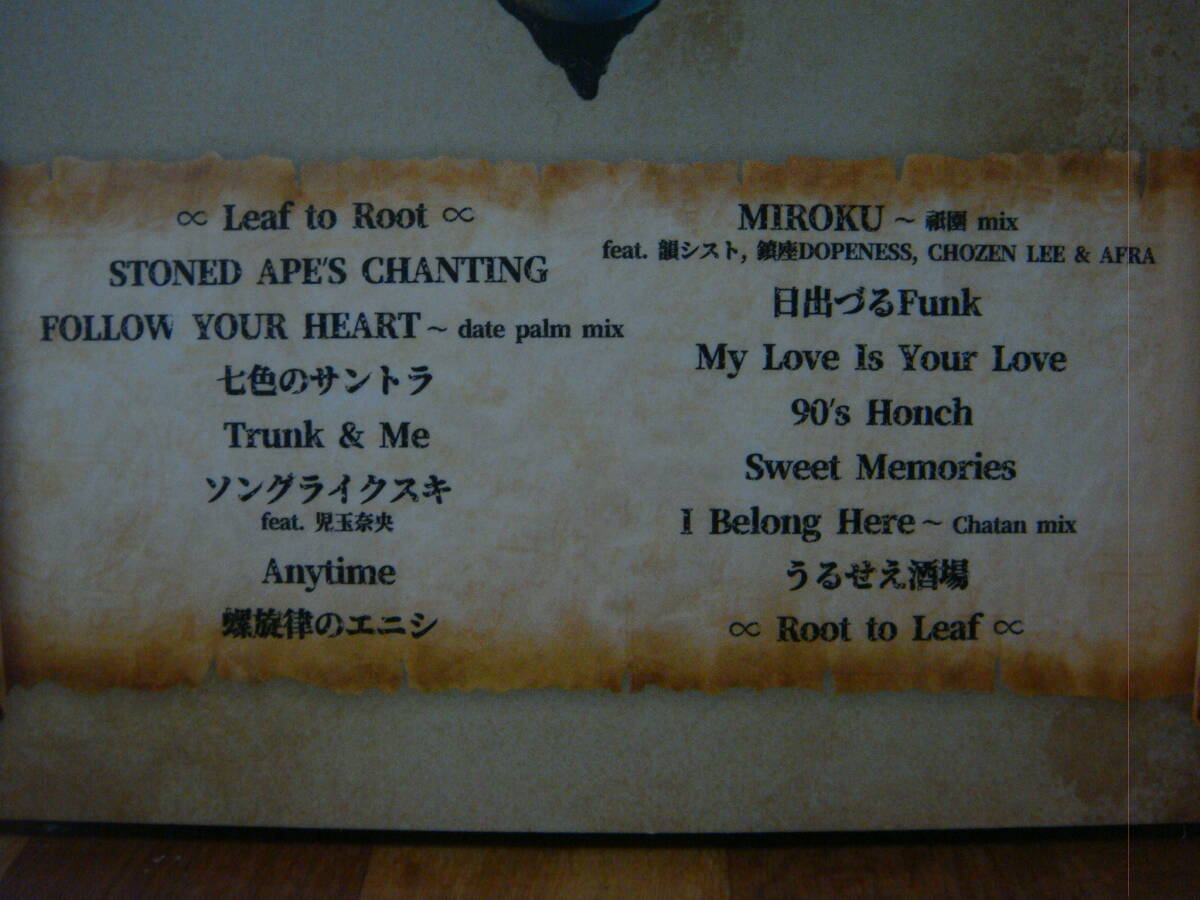 ∝ Leaf to Root ∝
STONED APE'S CHANTING
FOLLOW YOUR HEART ~ date palm mix
七色のサントラ
Trunk & Me
ソングライクスキ
feat. 児玉奈央
Anytime
螺旋律のエニシ
MIROKU ~ 祇園 mix
feat. 韻シスト, 鎮座DOPENESS, CHOZEN LEE & AFRA
日出づるFunk
My Love Is Your Love
90's Honch
Sweet Memories
I Belong Here ~ Chatan mix
うるせえ酒場
∝ Root to Leaf ∝